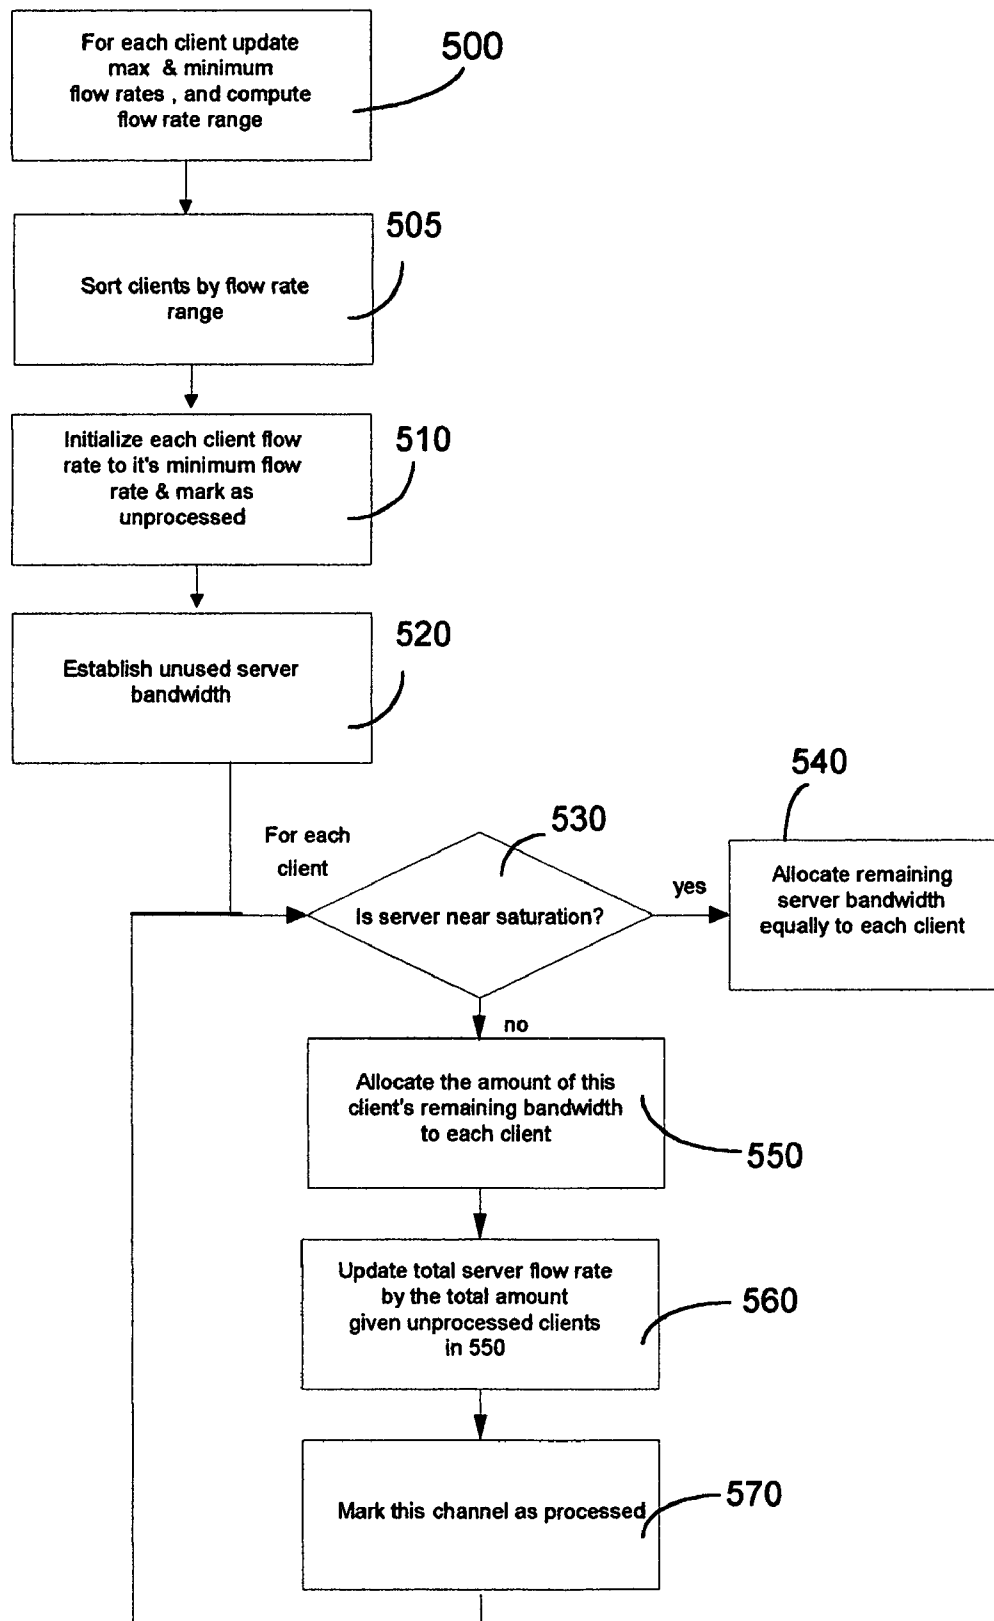 For each client update
max & minimum
flow rates , and compute
flow rate range
500
505
Sort clients by flow rate
range
Initialize each client flow
rate to it's minimum flow
rate & mark as
unprocessed
510
520
Establish unused server
bandwidth
540
530
For each
client
Is server near saturation?
yes
Allocate remaining
server bandwidth
equally to each client
no
Allocate the amount of this
client's remaining bandwidth
to each client
550
Update total server flow rate
by the total amount
given unprocessed clients
in 550
560
Mark this channel as processed
570